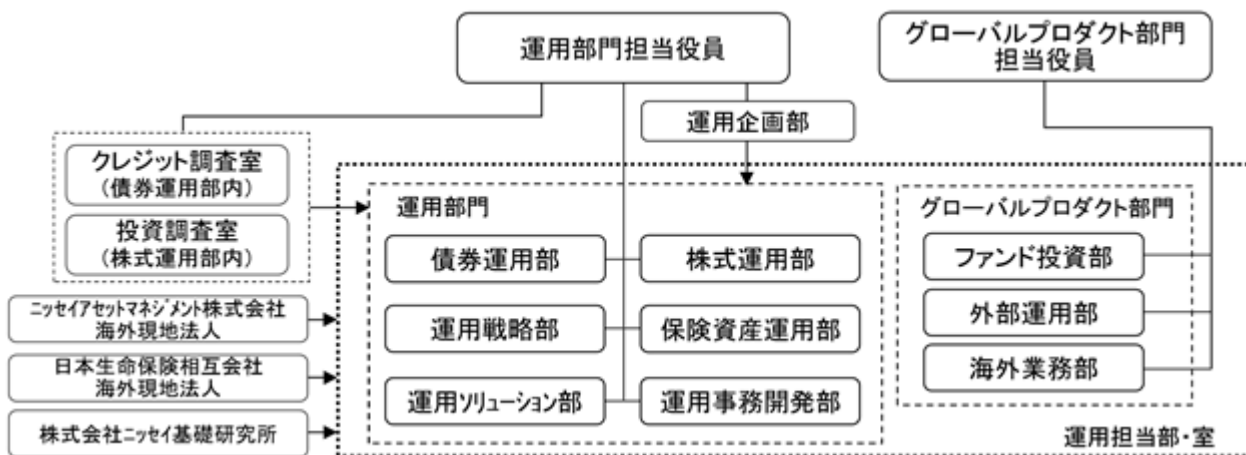 運用部門担当役員
グローバルプロダクト部門
担当役員
運用企画部
クレジット調査室
(債券運用部内)
投資調査室
(株式運用部内)
運用部門
債券運用部
株式運用部
運用戦略部
保険資産運用部
運用ソリューション部
運用事務開発部
グローバルプロダクト部門
ファンド投資部
外部運用部
海外業務部
ニッセイアセットマネジメント株式会社
海外現地法人
日本生命保険相互会社
海外現地法人
株式会社ニッセイ基礎研究所
運用担当部・室